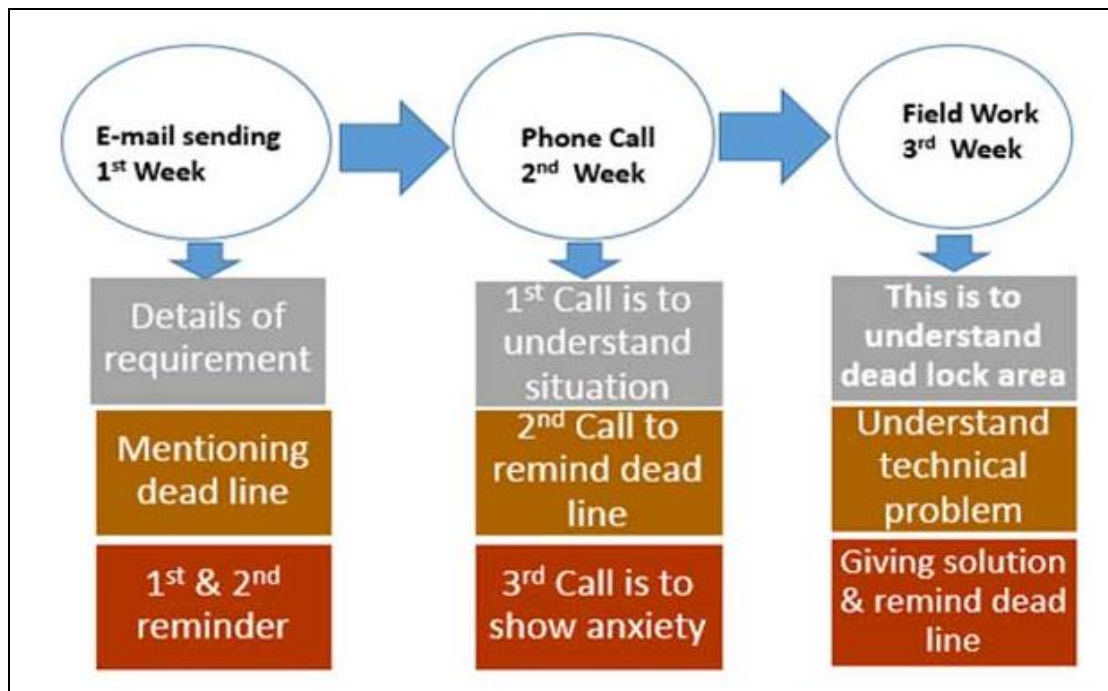 E-mail sending
1st Week
Phone Call
2nd Week
Field Work
3rd Week
Details of
requirement
Mentioning
dead line
1st & 2nd
reminder
1st Call is to
understand
situation
2nd Call to
remind dead
line
3rd Call is to
show anxiety
This is to
understand
dead lock area
Understand
technical
problem
Giving solution
& remind dead
line